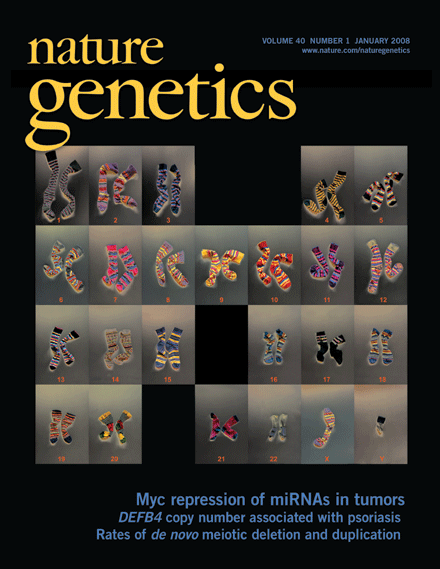 nature
genetics
VOLUME 40 NUMBER 1 JANUARY 2008
www.nature.com/naturegenetics
1 2 3 4 5
6 7 8 9 10 11 12
13 14 15 16 17 18
19 20 21 22 X Y
Myc repression of miRNAs in tumors
DEFB4 copy number associated with psoriasis
Rates of de novo meiotic deletion and duplication